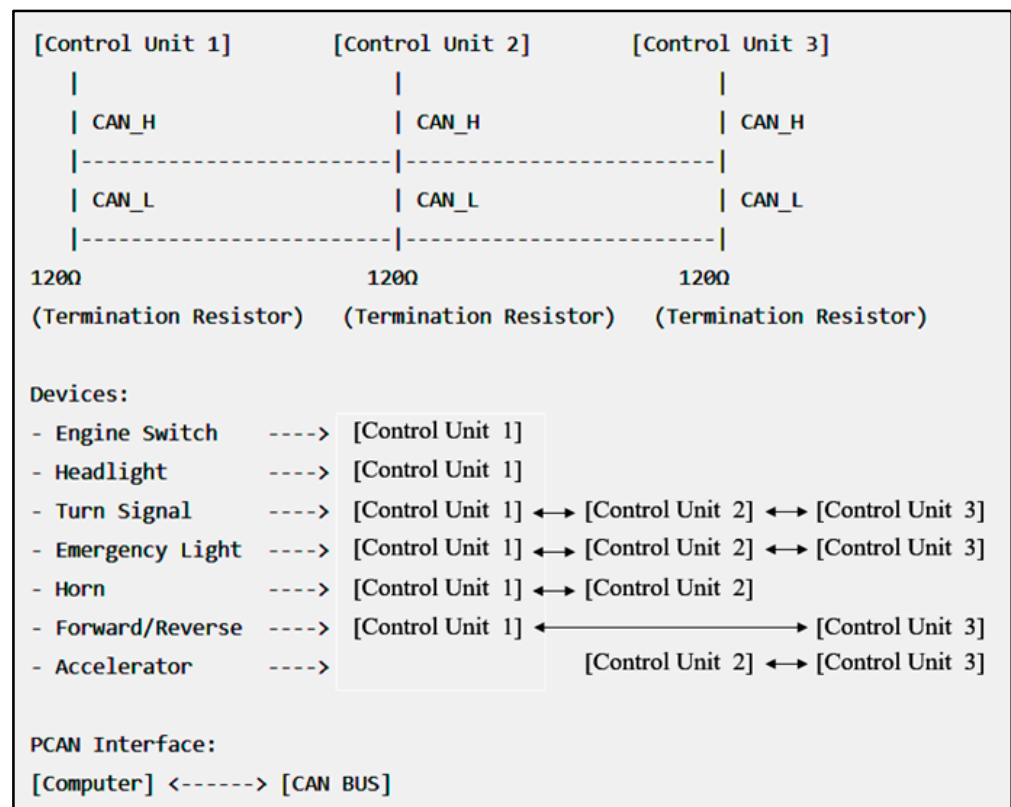 [Control Unit 1] [Control Unit 2] [Control Unit 3]
| | |
| CAN_H | CAN_H | CAN_H
|------------------------|------------------------|
| CAN_L | CAN_L | CAN_L
|------------------------|------------------------|
120Ω 120Ω 120Ω
(Termination Resistor) (Termination Resistor) (Termination Resistor)
Devices:
- Engine Switch ----> [Control Unit 1]
- Headlight ----> [Control Unit 1]
- Turn Signal ----> [Control Unit 1] ↔ [Control Unit 2] ↔ [Control Unit 3]
- Emergency Light ----> [Control Unit 1] ↔ [Control Unit 2] ↔ [Control Unit 3]
- Horn ----> [Control Unit 1] ↔ [Control Unit 2]
- Forward/Reverse ----> [Control Unit 1] ↔ [Control Unit 3]
- Accelerator ----> [Control Unit 2] ↔ [Control Unit 3]
PCAN Interface:
[Computer] <------> [CAN BUS]